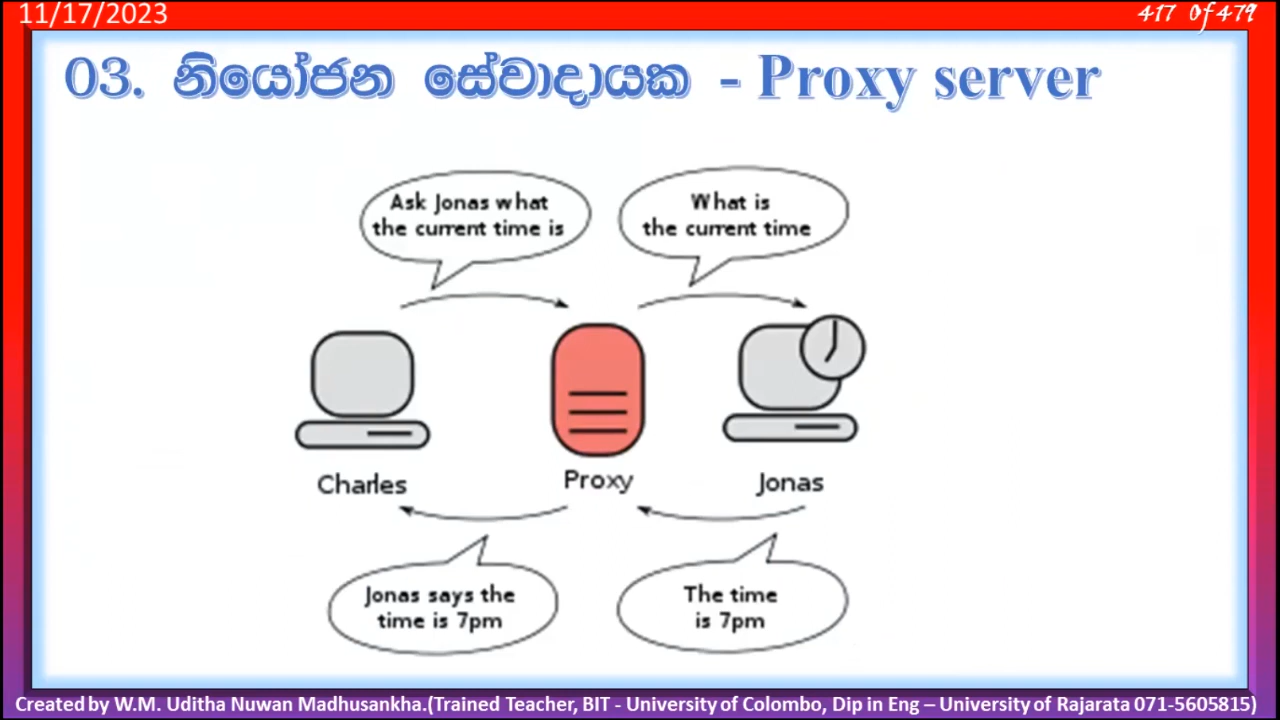 11/17/2023
417 of 479
03. නියෝජන සේවාදායක - Proxy server
Ask Jonas what
the current time is
What is
the current time
Charles
Proxy
Jonas
Jonas says the
time is 7pm
The time
is 7pm
Created by W.M. Uditha Nuwan Madhusankha.(Trained Teacher, BIT - University of Colombo, Dip in Eng – University of Rajarata 071-5605815)